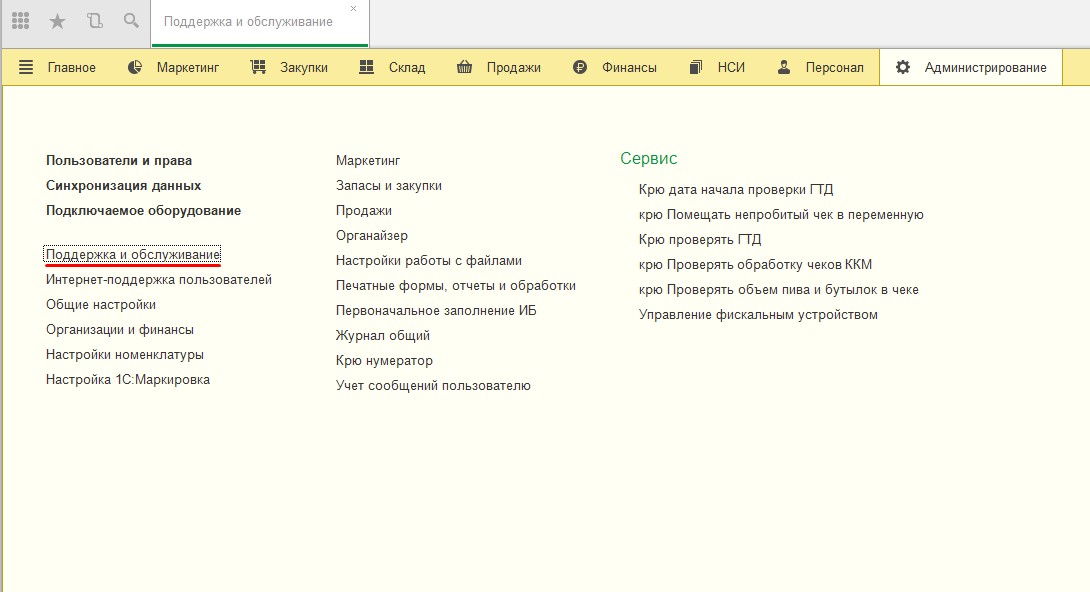 Поддержка и обслуживание
Главное Маркетинг Закупки Склад Продажи Финансы НСИ Персонал Администрирование
Пользователи и права
Синхронизация данных
Подключаемое оборудование
Поддержка и обслуживание
Интернет-поддержка пользователей
Общие настройки
Организации и финансы
Настройки номенклатуры
Настройка 1С:Маркировка
Маркетинг
Запасы и закупки
Продажи
Органайзер
Настройки работы с файлами
Печатные формы, отчеты и обработки
Первоначальное заполнение ИБ
Журнал общий
Крю нумератор
Учет сообщений пользователю
Сервис
Крю дата начала проверки ГТД
крю Помещать непробитый чек в переменную
Крю проверять ГТД
крю Проверять обработку чеков ККМ
крю Проверять объем пива и бутылок в чеке
Управление фискальным устройством